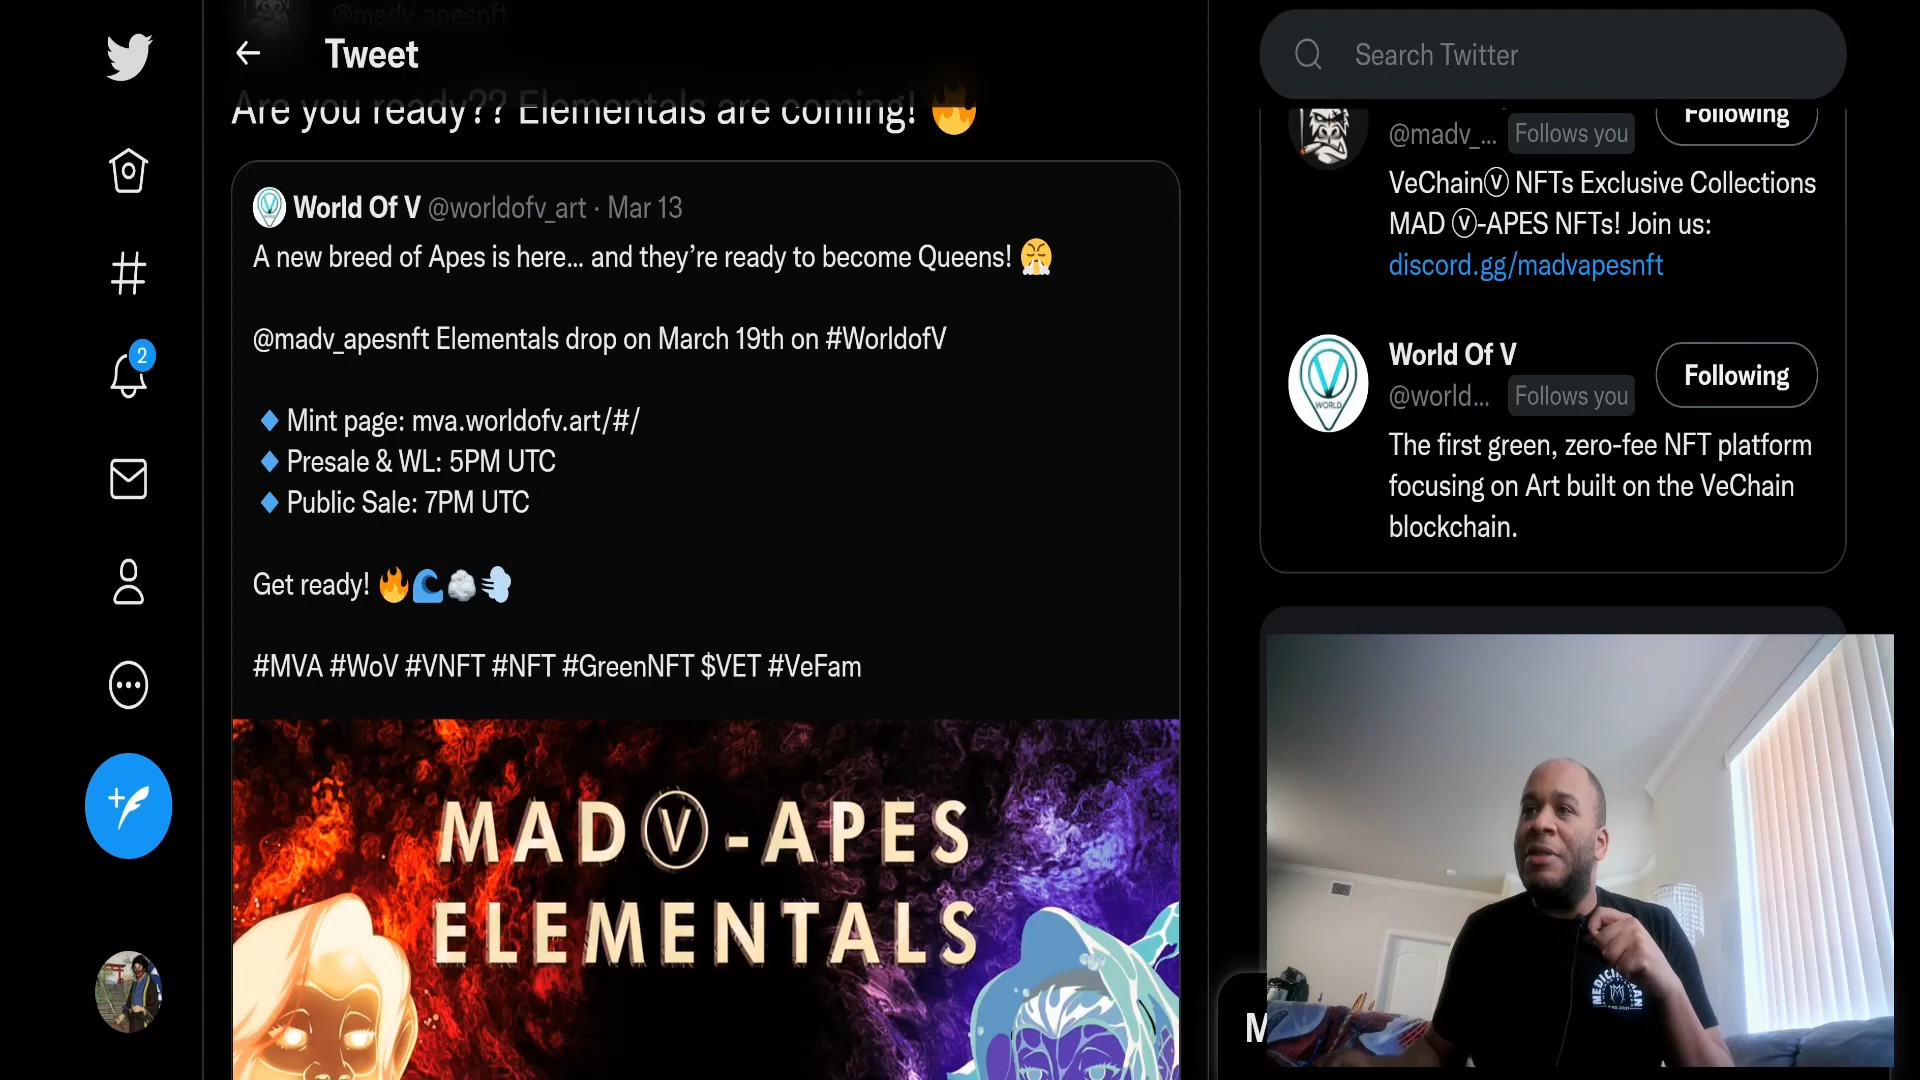 @madv_apesnft
Tweet
Search Twitter
Are you ready?? Elementals are coming! 🔥
World Of V @worldofv_art · Mar 13
A new breed of Apes is here... and they’re ready to become Queens! 😤
@madv_apesnft Elementals drop on March 19th on #WorldofV
🔹Mint page: mva.worldofv.art/#/
🔹Presale & WL: 5PM UTC
🔹Public Sale: 7PM UTC
Get ready! 🔥🌊🪨💨
#MVA #WoV #VNFT #NFT #GreenNFT $VET #VeFam
MAD Ⓥ-APES
ELEMENTALS
2
@madv_... Follows you
Following
VeChainⓋ NFTs Exclusive Collections
MAD Ⓥ-APES NFTs! Join us:
discord.gg/madvapesnft
World Of V
@world... Follows you
Following
The first green, zero-fee NFT platform
focusing on Art built on the VeChain
blockchain.
WORLD
M